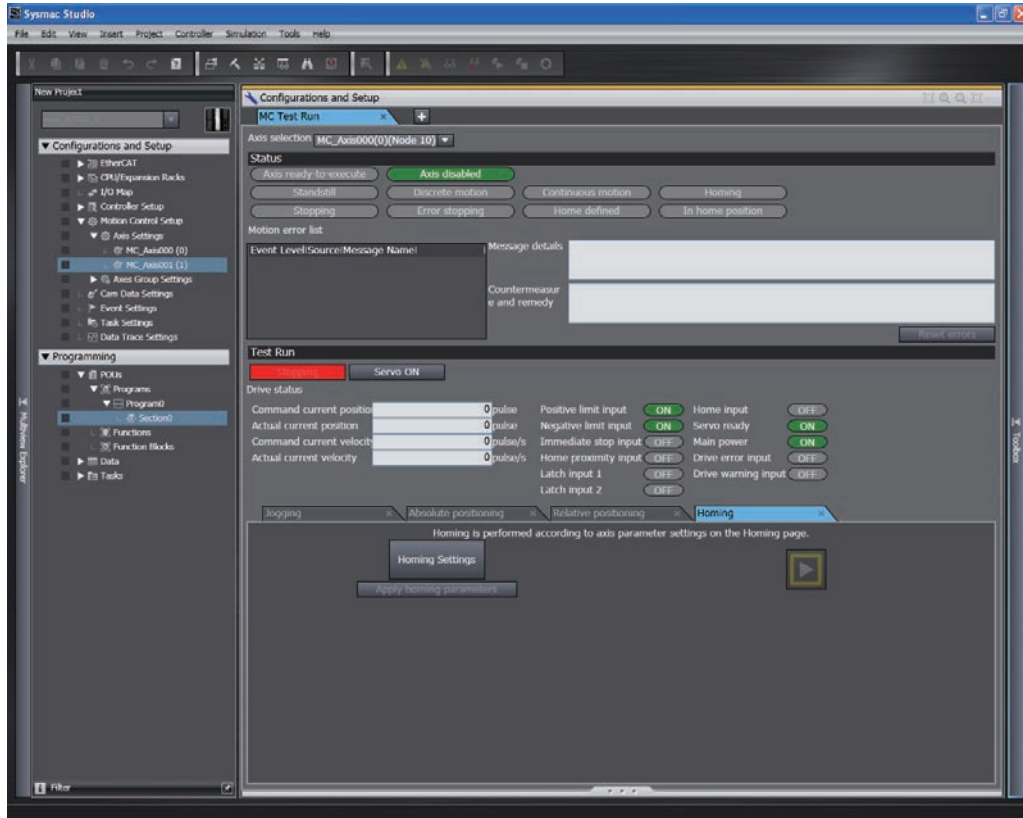 Sysmac Studio
File Edit View Insert Project Controller Simulation Tools Help
New Project
Configurations and Setup
EtherCAT
CPU/Expansion Racks
I/O Map
Controller Setup
Motion Control Setup
Axis Settings
MC_Axis000 (0)
MC_Axis001 (1)
Axes Group Settings
Cam Data Settings
Event Settings
Task Settings
Data Trace Settings
Programming
POUs
Programs
Program0
Section0
Functions
Function Blocks
Data
Tasks
Filter
Multiview Explorer
Configurations and Setup
MC Test Run
Axis selection MC_Axis000(0)(Node 10)
Status
Axis ready to execute Axis disabled
Standstill Discrete motion Continuous motion Homing
Stopping Error stopping Home defined In home position
Motion error list
Event Level|Source|Message Name|
Message details
Countermeasur
e and remedy
Reset errors
Test Run
Stopping Servo ON
Drive status
Command current position 0 pulse Positive limit input ON Home input OFF
Actual current position 0 pulse Negative limit input ON Servo ready ON
Command current velocity 0 pulse/s Immediate stop input OFF Main power ON
Actual current velocity 0 pulse/s Home proximity input OFF Drive error input OFF
Latch input 1 OFF Drive warning input OFF
Latch input 2 OFF
Jogging Absolute positioning Relative positioning Homing
Homing is performed according to axis parameter settings on the Homing page.
Homing Settings
Apply homing parameters
Toolbox